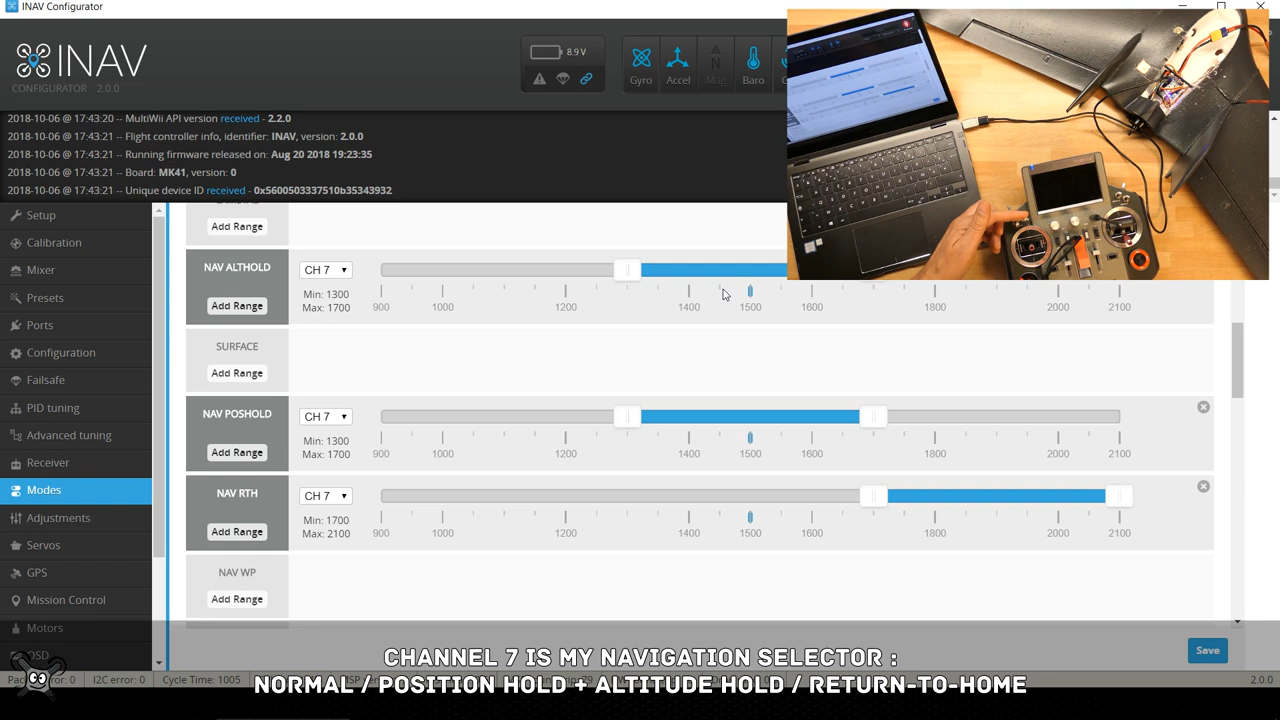 INAV Configurator
INAV
CONFIGURATOR 2.0.0
8.9 V
Gyro
Accel
Mag
Baro
2018-10-06 @ 17:43:20 -- MultiWii API version received - 2.2.0
2018-10-06 @ 17:43:21 -- Flight controller info, identifier: INAV, version: 2.0.0
2018-10-06 @ 17:43:21 -- Running firmware released on: Aug 20 2018 19:23:35
2018-10-06 @ 17:43:21 -- Board: MK41, version: 0
2018-10-06 @ 17:43:21 -- Unique device ID received - 0x5600503337510b35343932
Setup
Calibration
Mixer
Presets
Ports
Configuration
Failsafe
PID tuning
Advanced tuning
Receiver
Modes
Adjustments
Servos
GPS
Mission Control
Motors
OSD
Add Range
NAV ALTHOLD
Add Range
CH 7
Min: 1300
Max: 1700
900 1000 1200 1400 1500 1600 1800 2000 2100
SURFACE
Add Range
NAV POSHOLD
Add Range
CH 7
Min: 1300
Max: 1700
900 1000 1200 1400 1500 1600 1800 2000 2100
NAV RTH
Add Range
CH 7
Min: 1700
Max: 2100
900 1000 1200 1400 1500 1600 1800 2000 2100
NAV WP
Add Range
Save
CHANNEL 7 IS MY NAVIGATION SELECTOR :
NORMAL / POSITION HOLD + ALTITUDE HOLD / RETURN-TO-HOME
I2C error: 0
Cycle Time: 1005
2.0.0